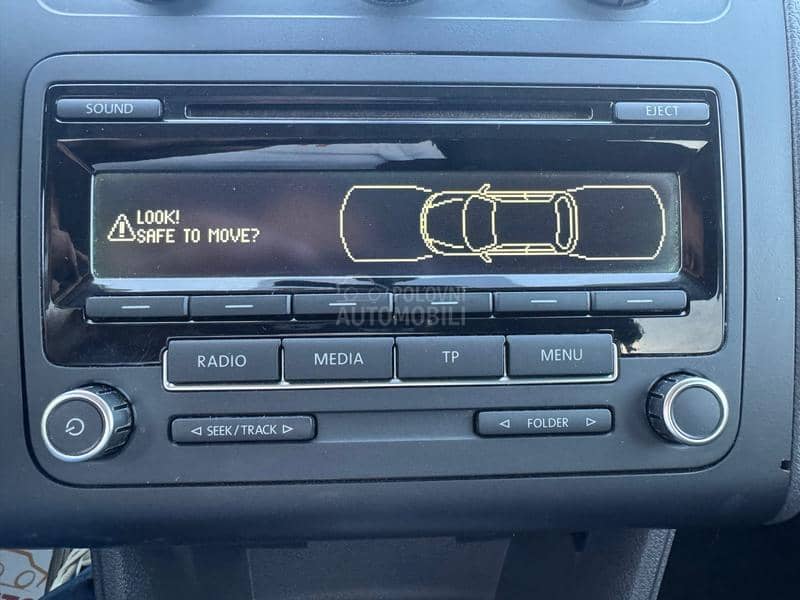 SOUND
EJECT
LOOK!
SAFE TO MOVE?
POLOVNI
AUTOMOBILI
RADIO
MEDIA
TP
MENU
SEEK/TRACK
FOLDER